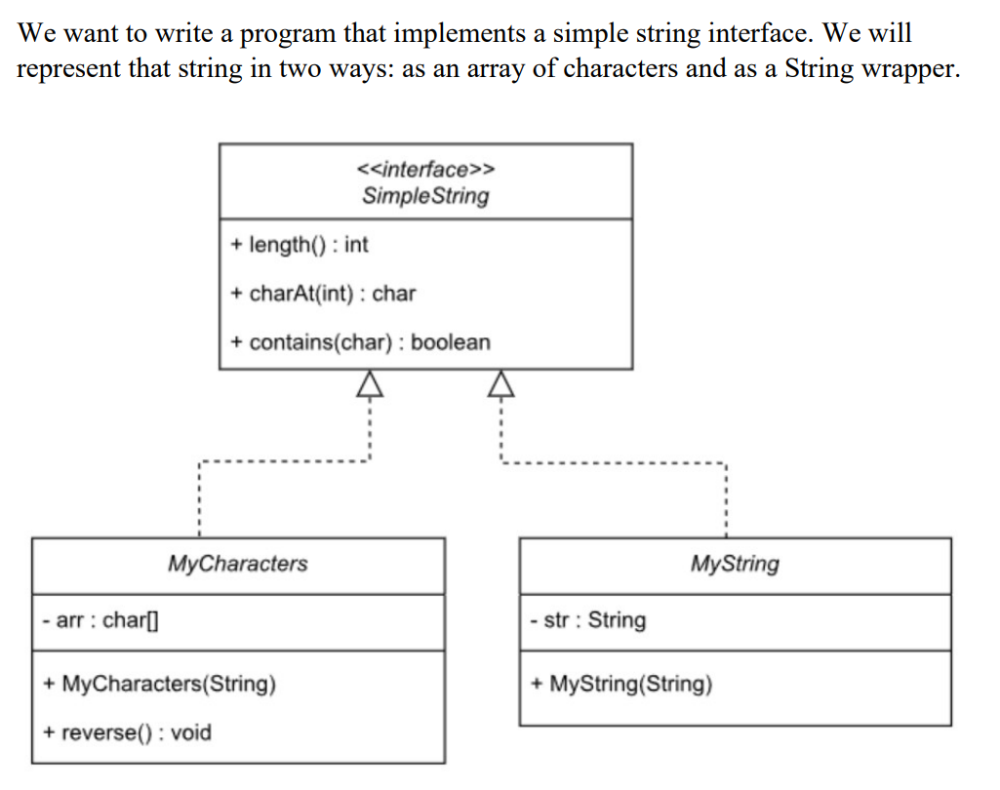 We want to write a program that implements a simple string interface. We will
represent that string in two ways: as an array of characters and as a String wrapper.
<<interface>>
SimpleString
+ length() : int
+ charAt(int) : char
+ contains(char) : boolean
MyCharacters
- arr : char[]
+ MyCharacters(String)
+ reverse() : void
MyString
- str : String
+ MyString(String)